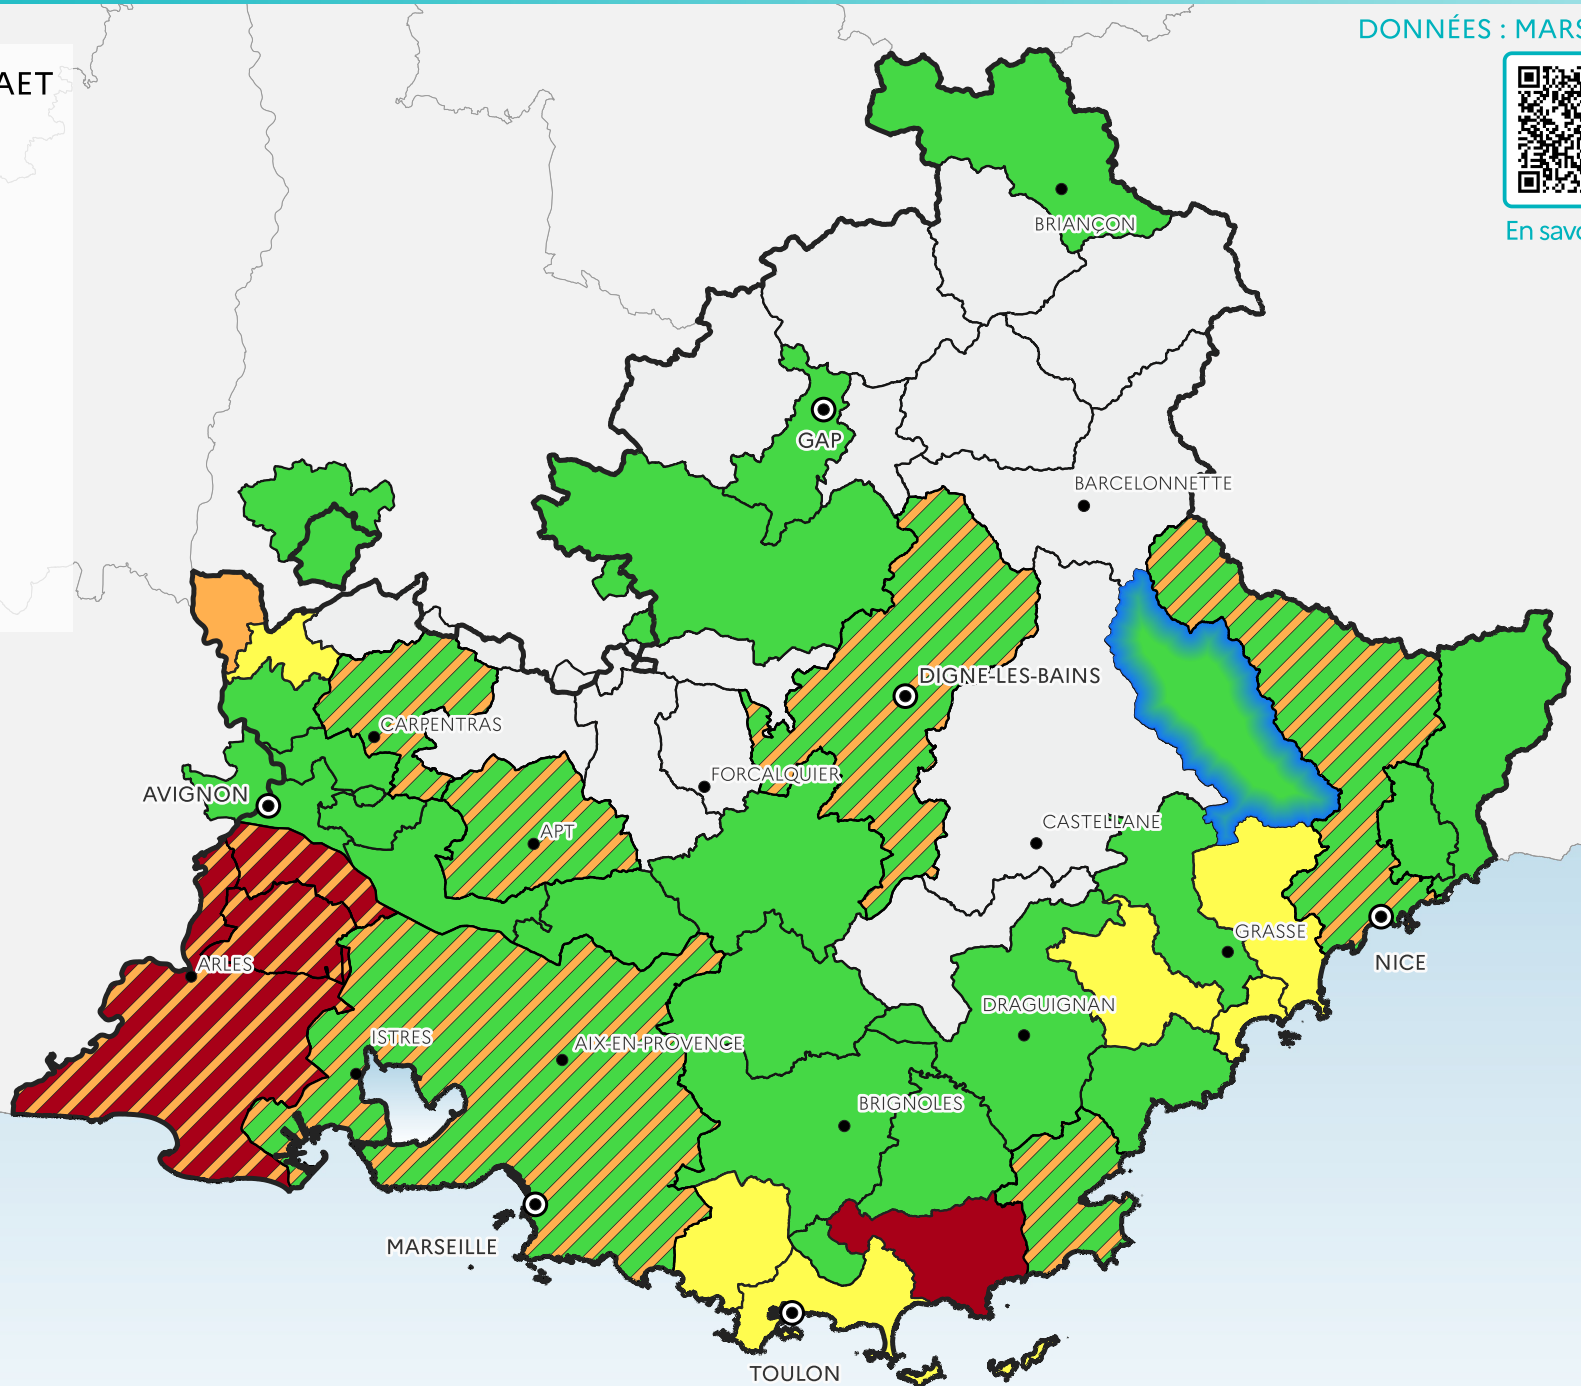 DONNÉES : MARS
AET
En savo
BRIANÇON
GAP
BARCELONNETTE
DIGNE-LES-BAINS
CARPENTRAS
FORCALQUIER
AVIGNON
APT
CASTELLANE
GRASSE
ARLES
NICE
DRAGUIGNAN
ISTRES
AIX-EN-PROVENCE
BRIGNOLES
MARSEILLE
TOULON